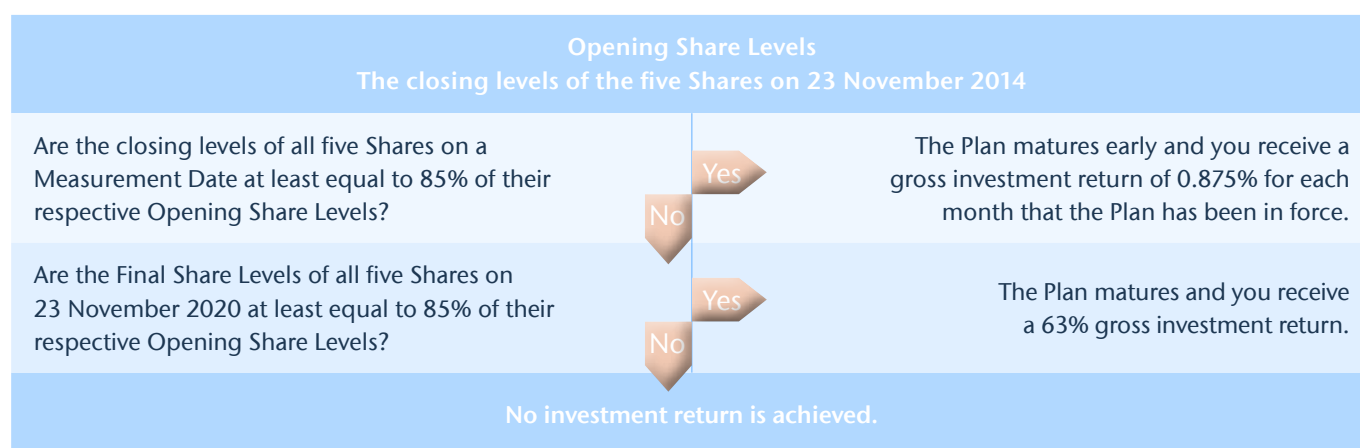 Opening Share Levels
The closing levels of the five Shares on 23 November 2014
Are the closing levels of all five Shares on a
Measurement Date at least equal to 85% of their
respective Opening Share Levels?
Yes
No
The Plan matures early and you receive a
gross investment return of 0.875% for each
month that the Plan has been in force.
Are the Final Share Levels of all five Shares on
23 November 2020 at least equal to 85% of their
respective Opening Share Levels?
Yes
No
The Plan matures and you receive
a 63% gross investment return.
No investment return is achieved.